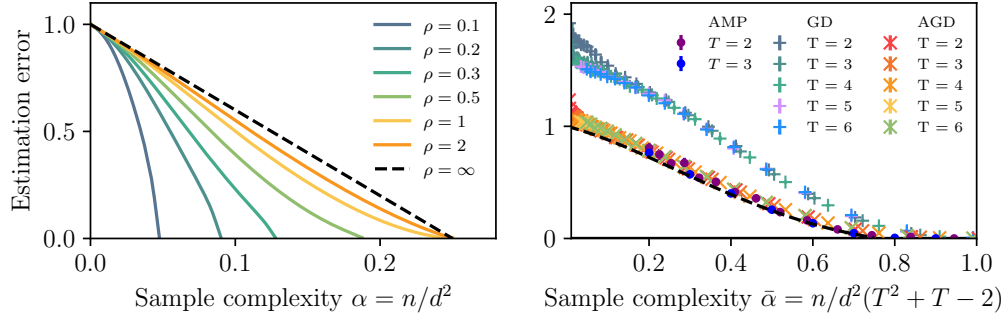 Estimation error
1.0
0.5
0.0
0.0
0.1
0.2
Sample complexity α = n/d²
ρ = 0.1
ρ = 0.2
ρ = 0.3
ρ = 0.5
ρ = 1
ρ = 2
ρ = ∞
2
1
0
0.2
0.4
0.6
0.8
1.0
Sample complexity ᾱ = n/d²(T² + T − 2)
AMP
T = 2
T = 3
GD
T = 2
T = 3
T = 4
T = 5
T = 6
AGD
T = 2
T = 3
T = 4
T = 5
T = 6